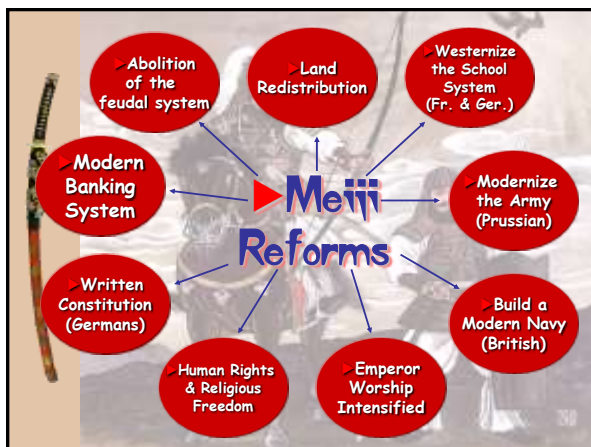 Meiji
Reforms
Abolition
of the
feudal system
Land
Redistribution
Westernize
the School
System
(Fr. & Ger.)
Modern
Banking
System
Modernize
the Army
(Prussian)
Written
Constitution
(Germans)
Build a
Modern Navy
(British)
Human Rights
& Religious
Freedom
Emperor
Worship
Intensified